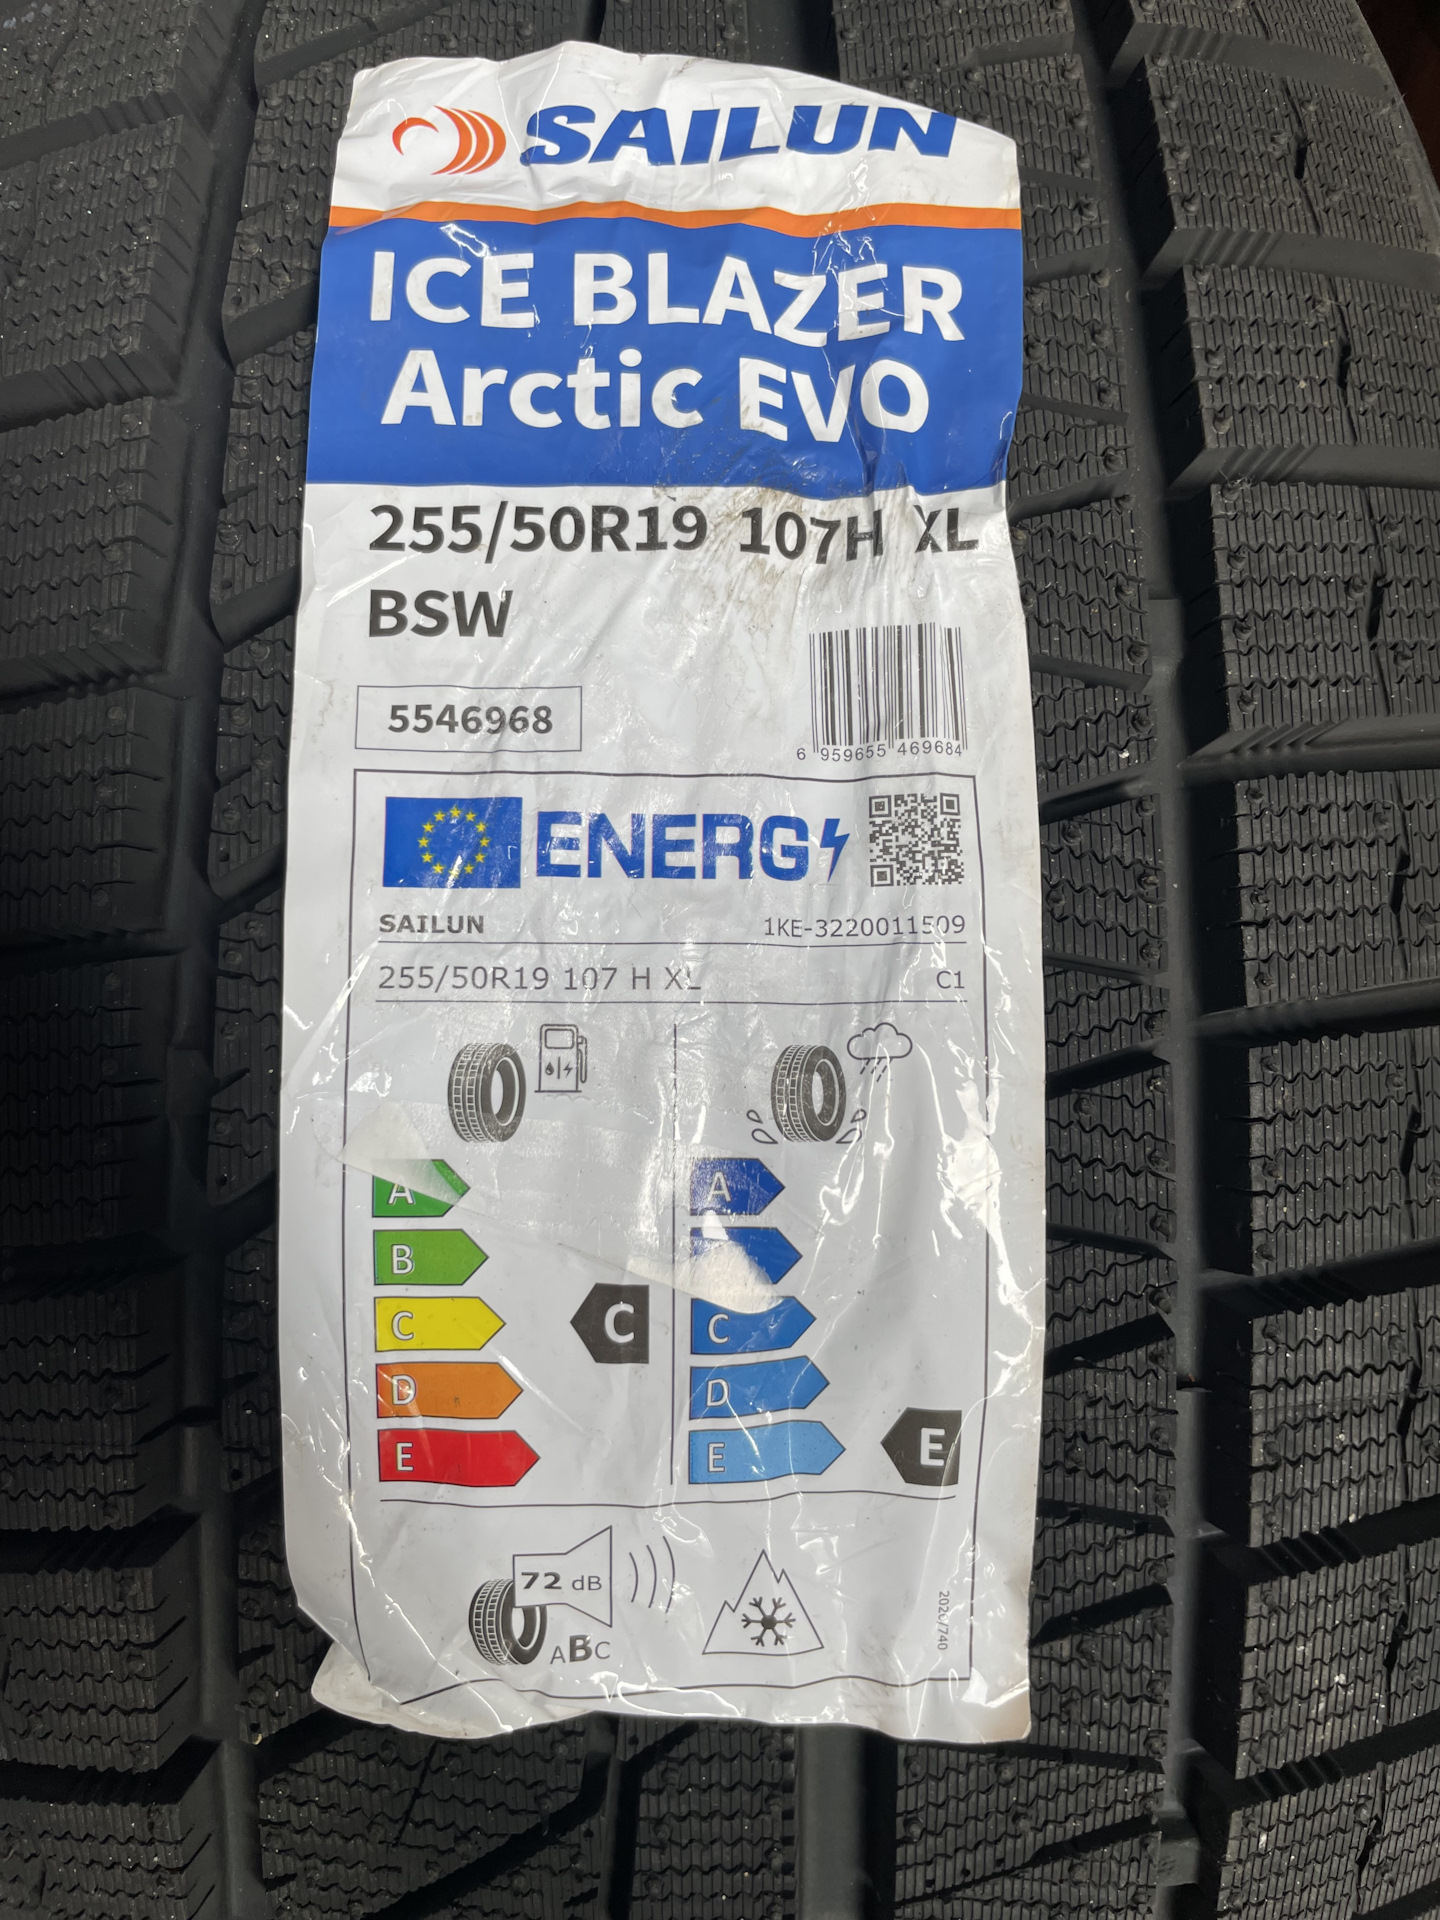 SAILUN
ICE BLAZER
Arctic EVO
255/50R19 107H XL
BSW
5546968
6 959655 469684
ENERG
SAILUN 1KE-3220011509
255/50R19 107 H XL C1
A A
B
C C C
D D
E E E
72 dB
ABC
2020/740